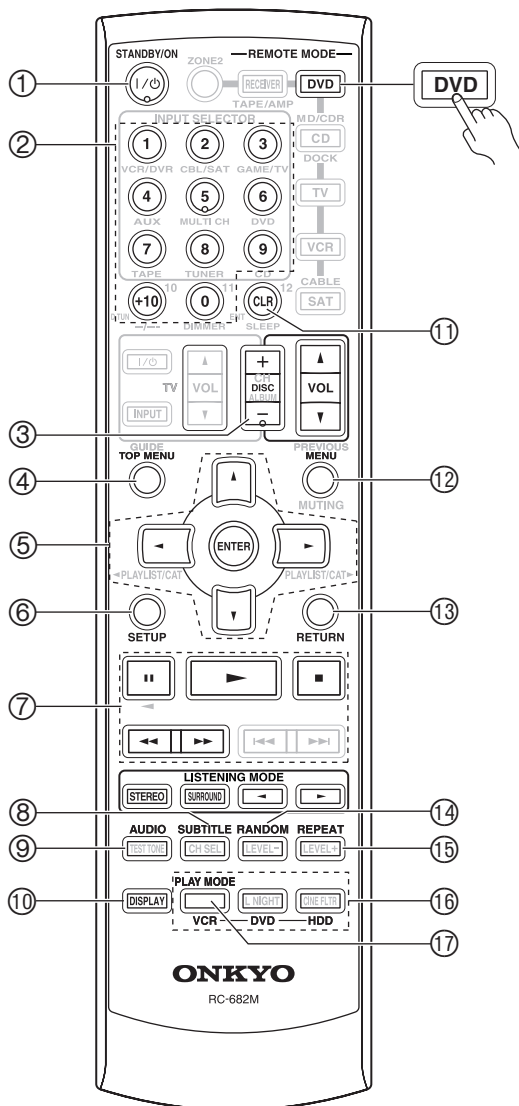 STANDBY/ON
REMOTE MODE
ZONE2
① I/⏻ RECEIVER DVD DVD
TAPE/AMP
INPUT SELECTOR MD/CDR
② 1 2 3 CD
VCR/DVR CBL/SAT GAME/TV DOCK
4 5 6 TV
AUX MULTI CH DVD
7 8 9 VCR
TAPE TUNER CD CABLE
10 11 12
+10 0 CLR SAT
D.TUN -/--- DIMMER ENT SLEEP ⑪
I/⏻ ▲ + ▲
TV VOL CH DISC ALBUM VOL
INPUT ▼ − ▼
③
GUIDE PREVIOUS
TOP MENU MENU
④ ▲ ⑫
MUTING
⑤ ◄ ENTER ►
◄PLAYLIST/CAT PLAYLIST/CAT►
⑥ ▼ ⑬
SETUP RETURN
⑦ ▮▮ ► ■
◄
◄◄ ►► |◄◄ ►►|
LISTENING MODE
STEREO SURROUND ◄ ►
⑧ ⑭
AUDIO SUBTITLE RANDOM REPEAT
⑨ TEST TONE CH SEL LEVEL- LEVEL+ ⑮
PLAY MODE
⑩ DISPLAY L NIGHT CINE FLTR ⑯
VCR DVD HDD ⑰
ONKYO
RC-682M